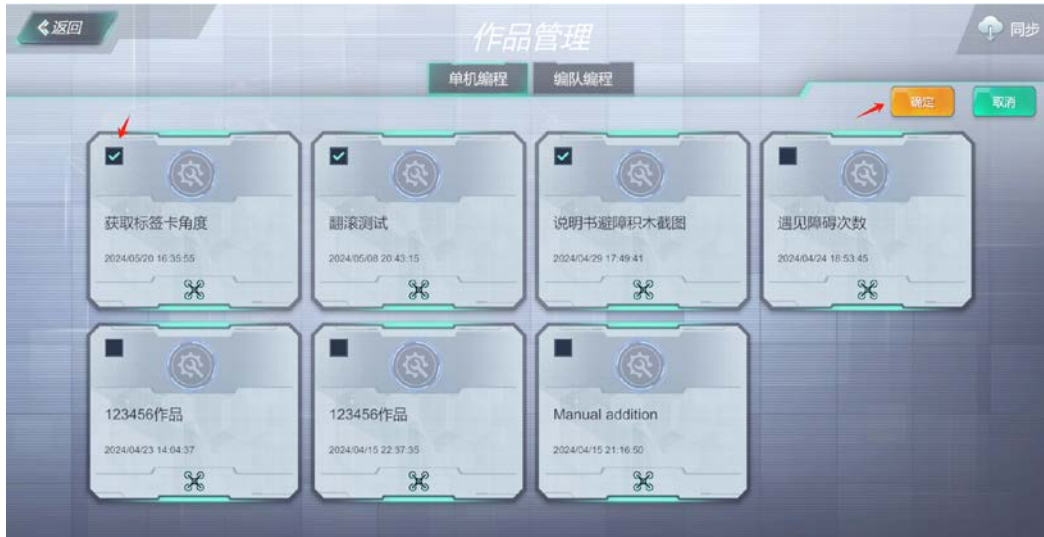 返回
作品管理
同步
单机编程
编队编程
确定
取消
获取标签卡角度
2024/05/20 16:35:55
翻滚测试
2024/05/08 20:43:15
说明书避障积木截图
2024/04/29 17:49:41
遇见障碍次数
2024/04/24 18:53:45
123456作品
2024/04/23 14:04:37
123456作品
2024/04/15 22:37:35
Manual addition
2024/04/15 21:16:50